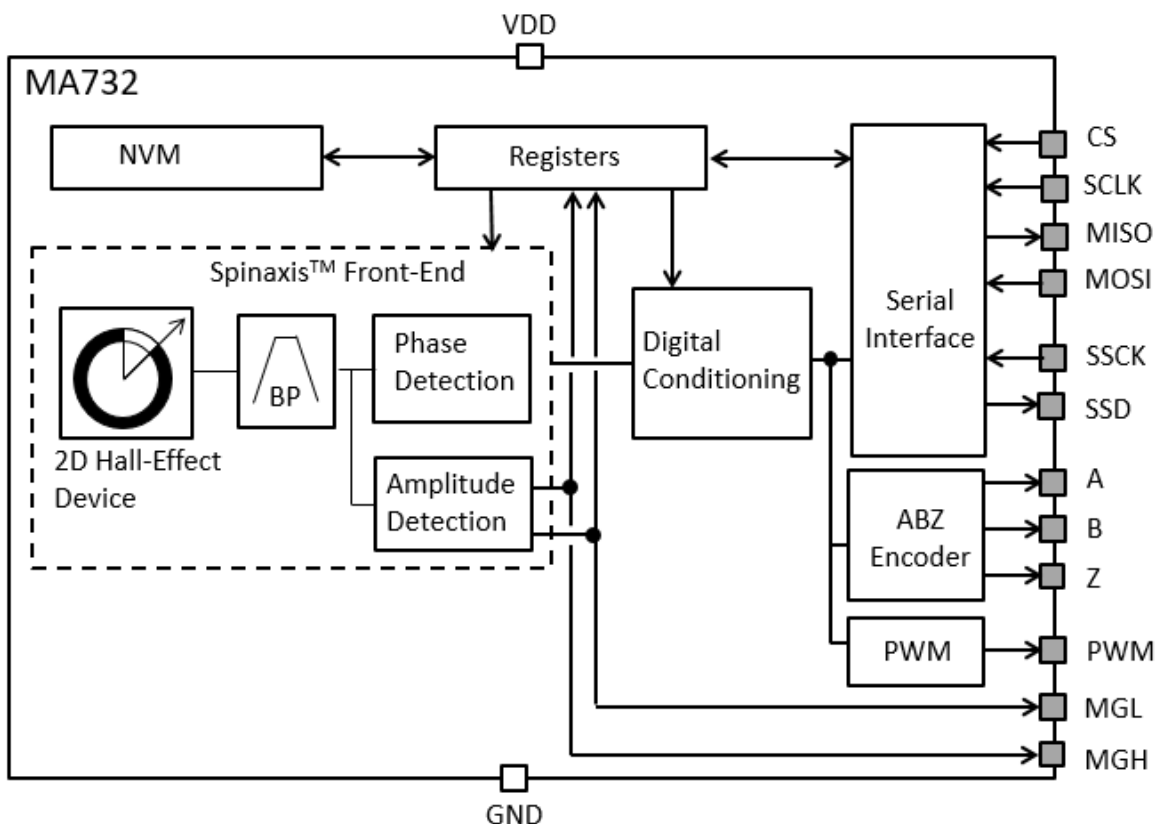 VDD
MA732
NVM
Registers
Serial
Interface
CS
SCLK
MISO
MOSI
SSCK
SSD
Spinaxis™ Front-End
2D Hall-Effect
Device
BP
Phase
Detection
Amplitude
Detection
Digital
Conditioning
ABZ
Encoder
A
B
Z
PWM
PWM
MGL
MGH
GND